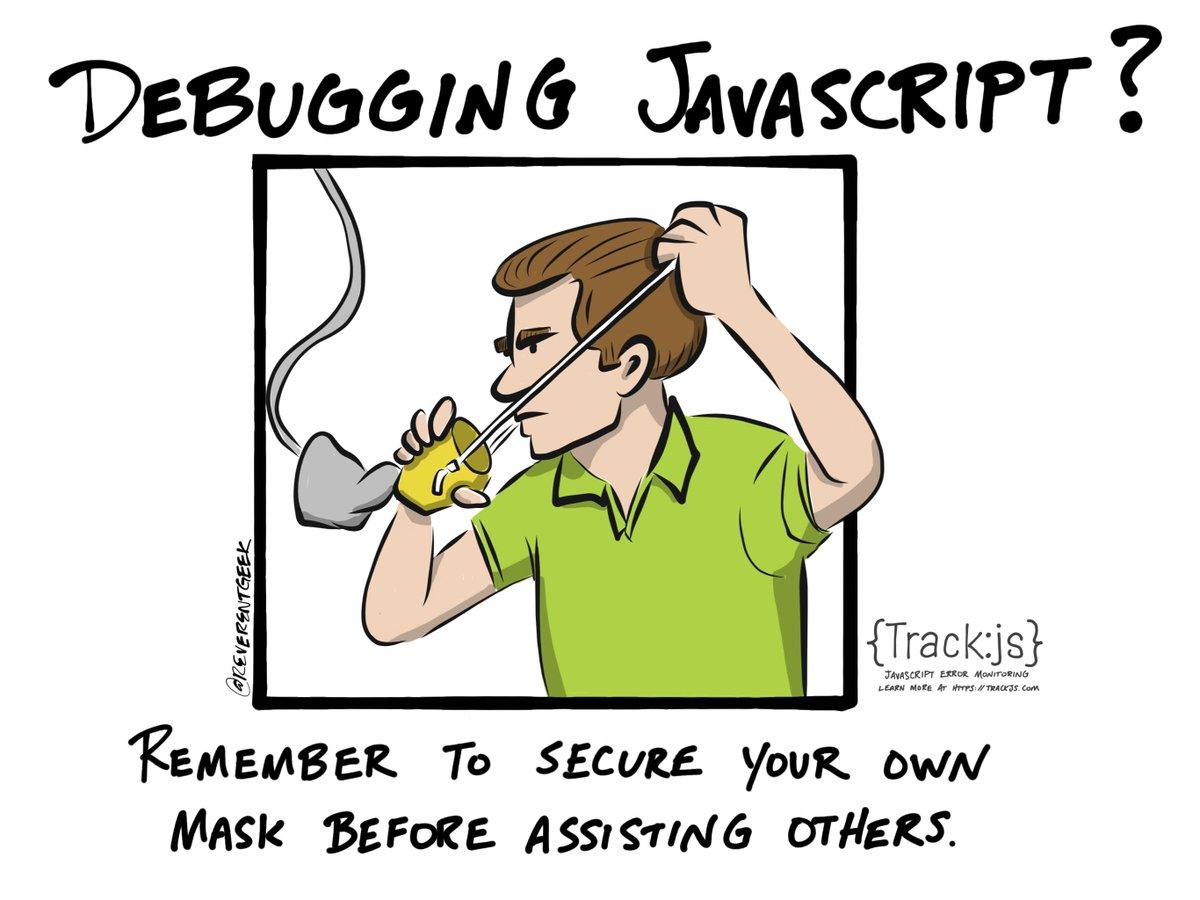 DEBUGGING JAVASCRIPT?
@REVERENTGEEK
{Track:js}
JAVASCRIPT ERROR MONITORING
LEARN MORE AT HTTPS://TRACKJS.COM
REMEMBER TO SECURE YOUR OWN
MASK BEFORE ASSISTING OTHERS.